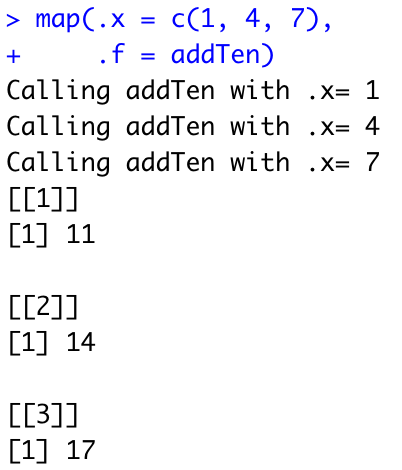 > map(.x = c(1, 4, 7),
+     .f = addTen)
Calling addTen with .x= 1
Calling addTen with .x= 4
Calling addTen with .x= 7
[[1]]
[1] 11
[[2]]
[1] 14
[[3]]
[1] 17